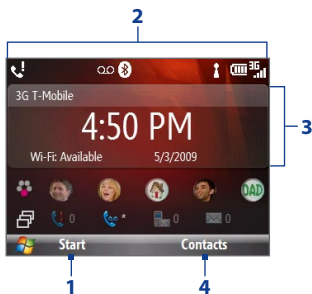 2
3G
3G T-Mobile
4:50 PM
3
Wi-Fi: Available 5/3/2009
DAD
0 * 0 0
Start Contacts
1 4